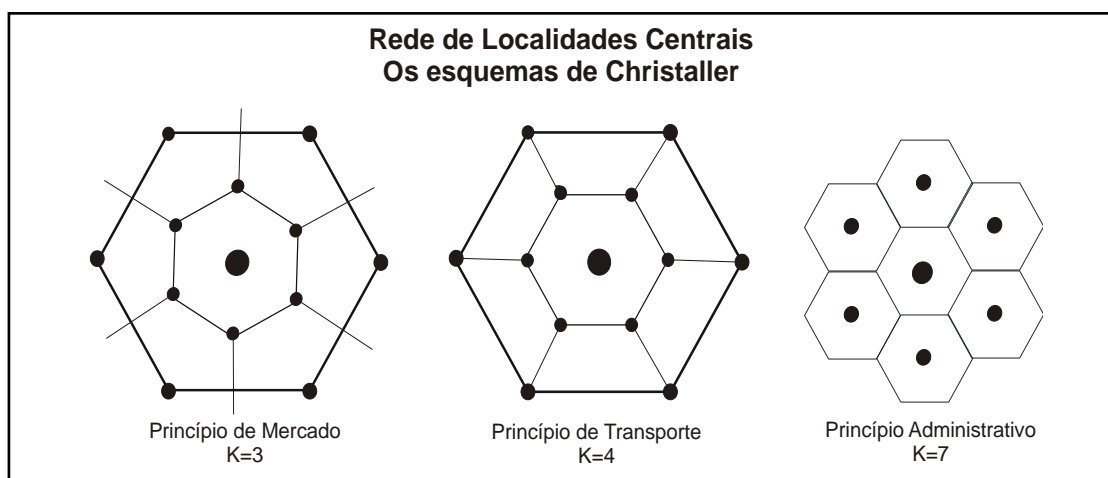 Rede de Localidades Centrais
Os esquemas de Christaller
Princípio de Mercado
K=3
Princípio de Transporte
K=4
Princípio Administrativo
K=7